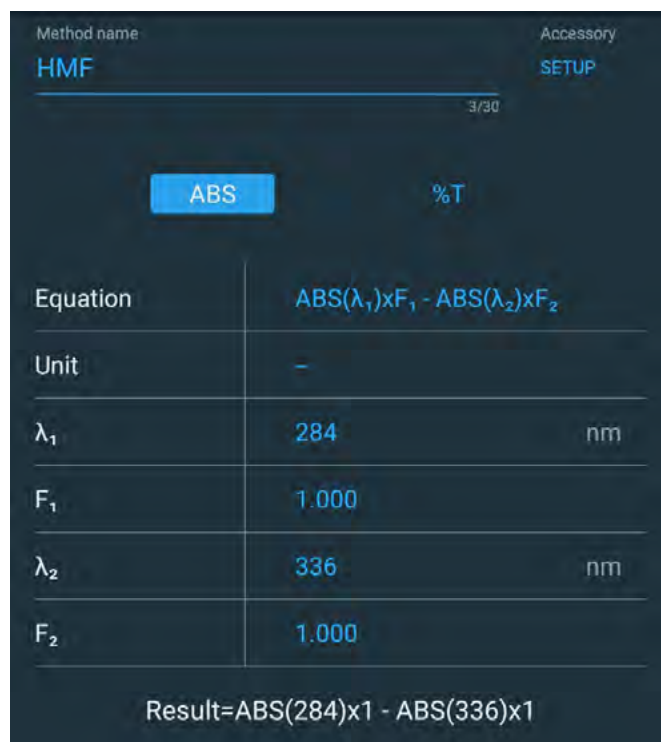 Method name Accessory
HMF SETUP
3/30
ABS %T
Equation ABS(λ₁)xF₁ - ABS(λ₂)xF₂
Unit –
λ₁ 284 nm
F₁ 1.000
λ₂ 336 nm
F₂ 1.000
Result=ABS(284)x1 - ABS(336)x1